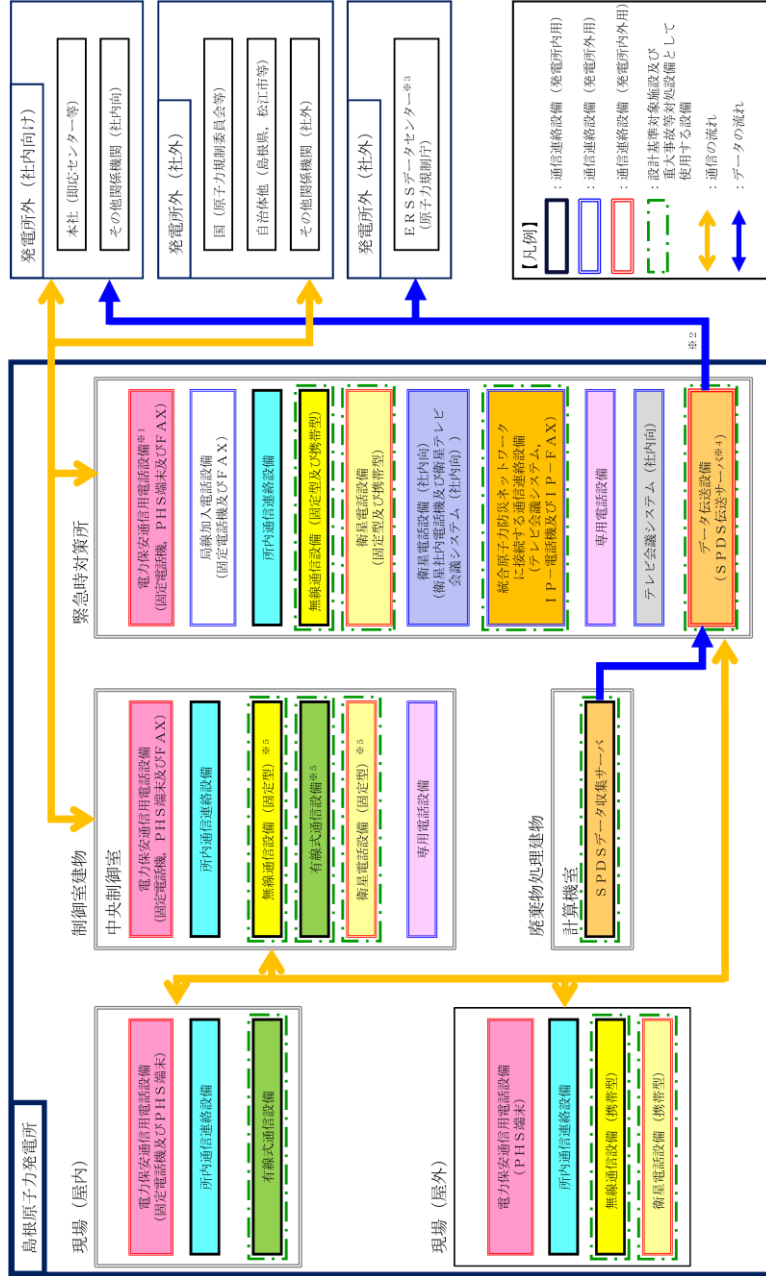 島根原子力発電所
現場（屋内）
電力保安通信用電話設備
(固定電話機及びPHS端末)
所内通信連絡設備
有線式通信設備
現場（屋外）
電力保安通信用電話設備
（PHS端末）
所内通信連絡設備
無線通信設備（携帯型）
衛星電話設備（携帯型）
制御室建物
中央制御室
電力保安通信用電話設備
(固定電話機, PHS端末及びFAX)
所内通信連絡設備
無線通信設備（固定型）※5
有線式通信設備※5
衛星電話設備（固定型）※5
専用電話設備
廃棄物処理建物
計算機室
SPDSデータ収集サーバ
緊急時対策所
電力保安通信用電話設備※1
(固定電話機, PHS端末及びFAX)
局線加入電話設備
(固定電話機及びFAX)
所内通信連絡設備
無線通信設備（固定型及び携帯型）
衛星電話設備
(固定型及び携帯型)
衛星電話設備（社内向）
(衛星社内電話機及び衛星テレビ
会議システム（社内向））
統合原子力防災ネットワーク
に接続する通信連絡設備
(テレビ会議システム,
IP－電話機及びIP－FAX)
専用電話設備
テレビ会議システム（社内向）
データ伝送設備
(SPDS伝送サーバ※4)
※2
発電所外（社内向け）
本社（即応センター等）
その他関係機関（社内向）
発電所外（社外）
国（原子力規制委員会等）
自治体他（島根県，松江市等）
その他関係機関（社外）
発電所外（社外）
ERSSデータセンター※3
(原子力規制庁)
【凡例】
：通信連絡設備（発電所内用）
：通信連絡設備（発電所外用）
：通信連絡設備（発電所内外用）
：設計基準対象施設及び
重大事故等対処設備として
使用する設備
：通信の流れ
：データの流れ